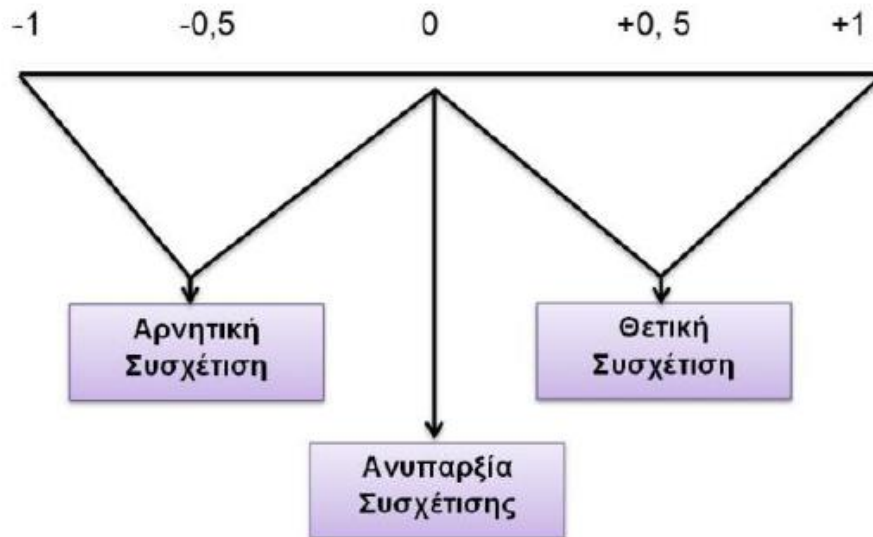 -1 -0,5 0 +0, 5 +1
Αρνητική
Συσχέτιση
Θετική
Συσχέτιση
Ανυπαρξία
Συσχέτισης